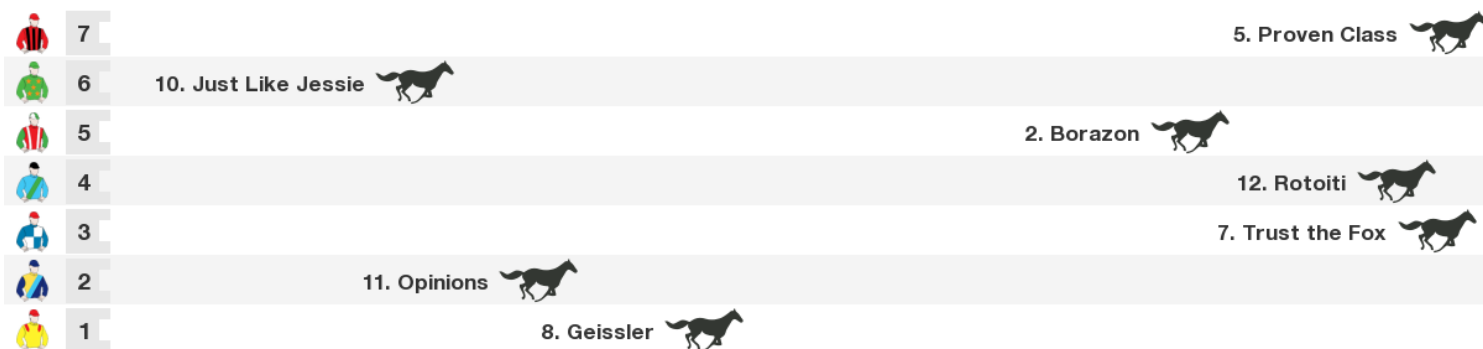 7 5. Proven Class
6 10. Just Like Jessie
5 2. Borazon
4 12. Rotoiti
3 7. Trust the Fox
2 11. Opinions
1 8. Geissler